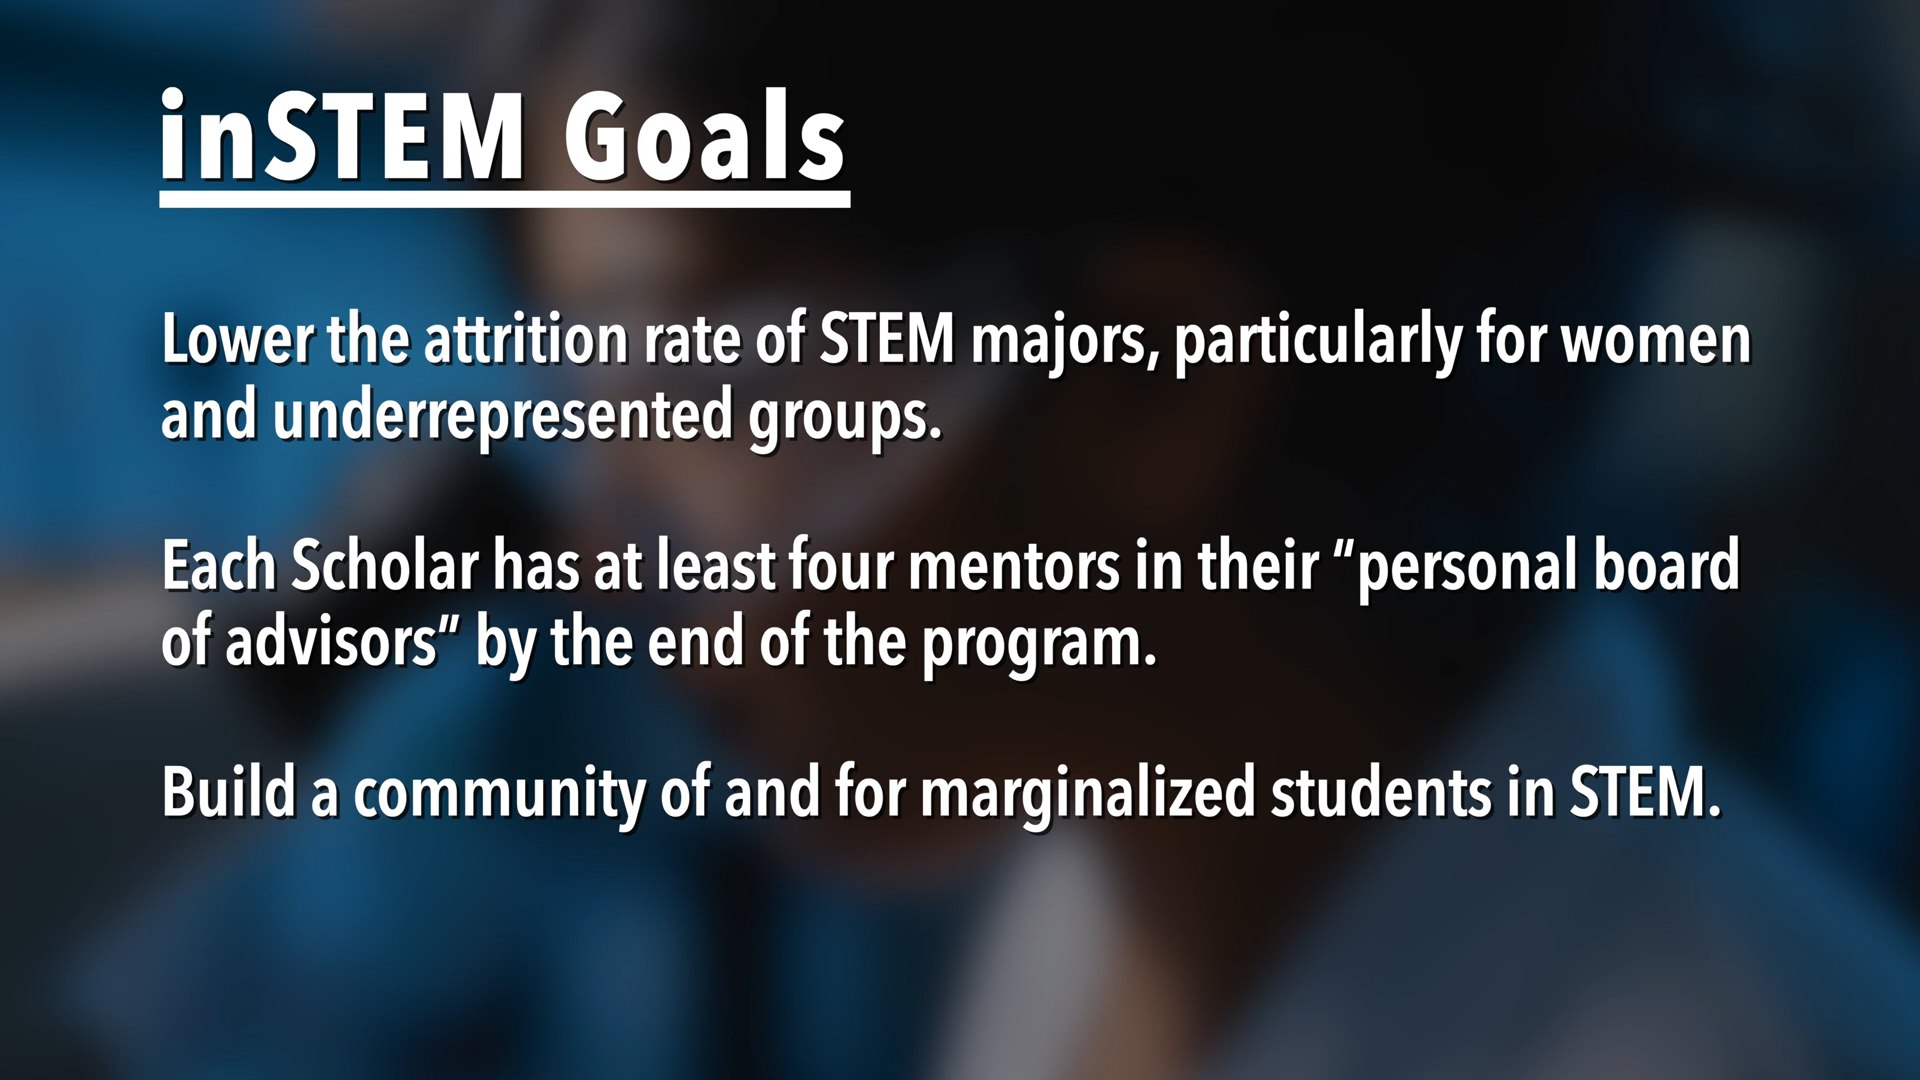 inSTEM Goals
Lower the attrition rate of STEM majors, particularly for women
and underrepresented groups.
Each Scholar has at least four mentors in their “personal board
of advisors” by the end of the program.
Build a community of and for marginalized students in STEM.